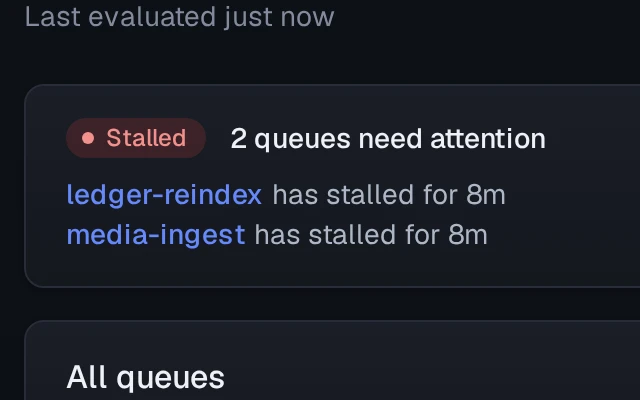 Last evaluated just now
Stalled 2 queues need attention
ledger-reindex has stalled for 8m
media-ingest has stalled for 8m
All queues